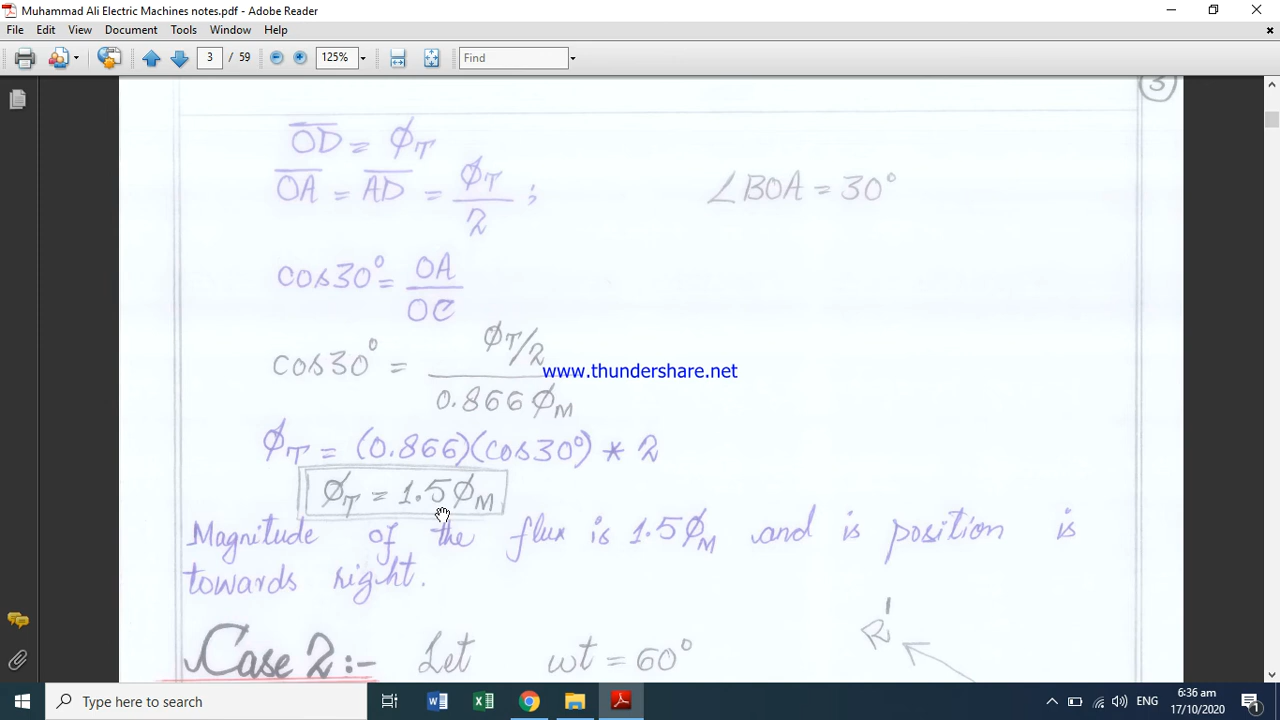 Muhammad Ali Electric Machines notes.pdf - Adobe Reader
File Edit View Document Tools Window Help
3 / 59 125% Find
3
OD = ϕT
OA = AD = ϕT/2 ; ∠BOA = 30°
cos30° = OA/OC
cos30° = ϕT/2 / 0.866ϕM
www.thundershare.net
ϕT = (0.866)(cos30°) * 2
ϕT = 1.5ϕM
Magnitude of the flux is 1.5ϕM and is position is
towards right.
R'
Case 2:- Let wt = 60°
Type here to search
ENG
6:36 am
17/10/2020
1